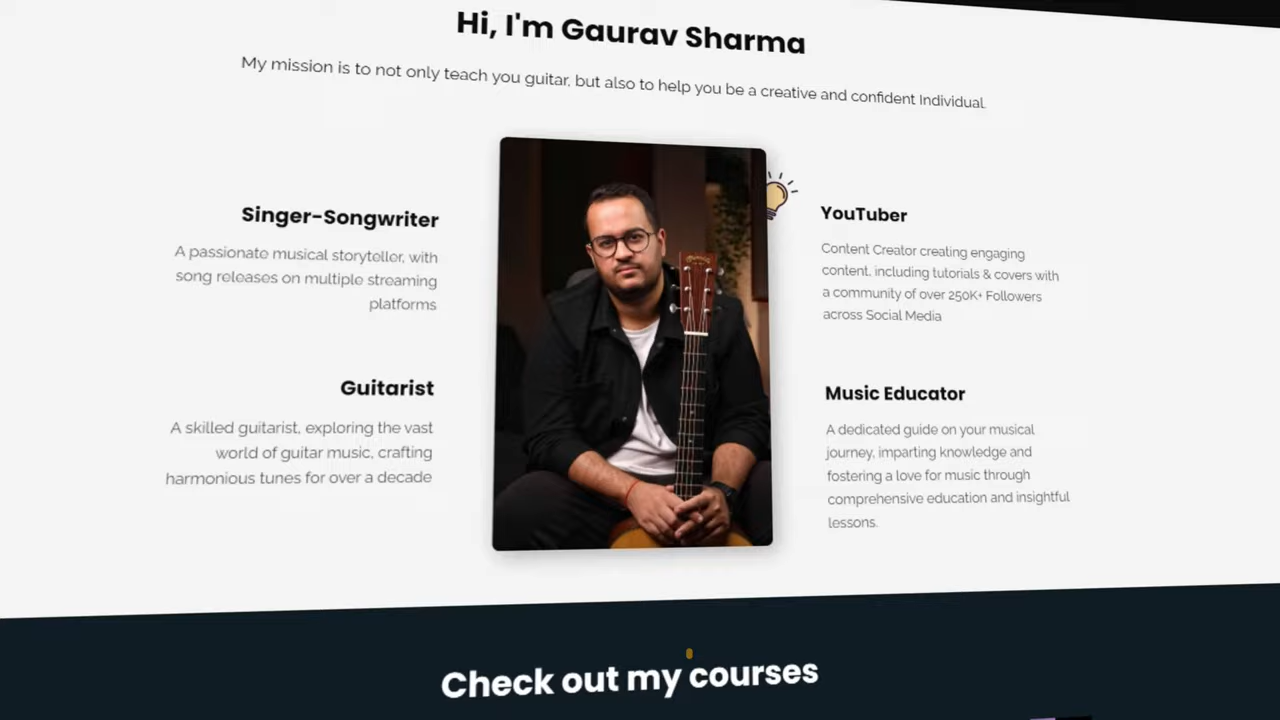 Hi, I'm Gaurav Sharma
My mission is to not only teach you guitar, but also to help you be a creative and confident Individual.
Singer-Songwriter
A passionate musical storyteller, with
song releases on multiple streaming
platforms
Guitarist
A skilled guitarist, exploring the vast
world of guitar music, crafting
harmonious tunes for over a decade
YouTuber
Content Creator creating engaging
content, including tutorials & covers with
a community of over 250K+ Followers
across Social Media
Music Educator
A dedicated guide on your musical
journey, imparting knowledge and
fostering a love for music through
comprehensive education and insightful
lessons.
Check out my courses